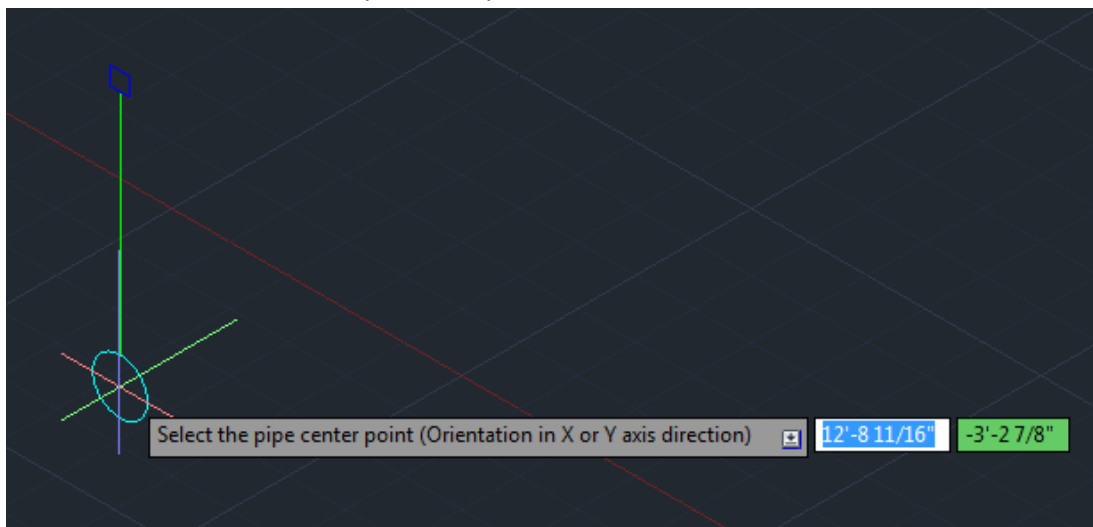 Select the pipe center point (Orientation in X or Y axis direction) 12'-8 11/16" -3'-2 7/8"